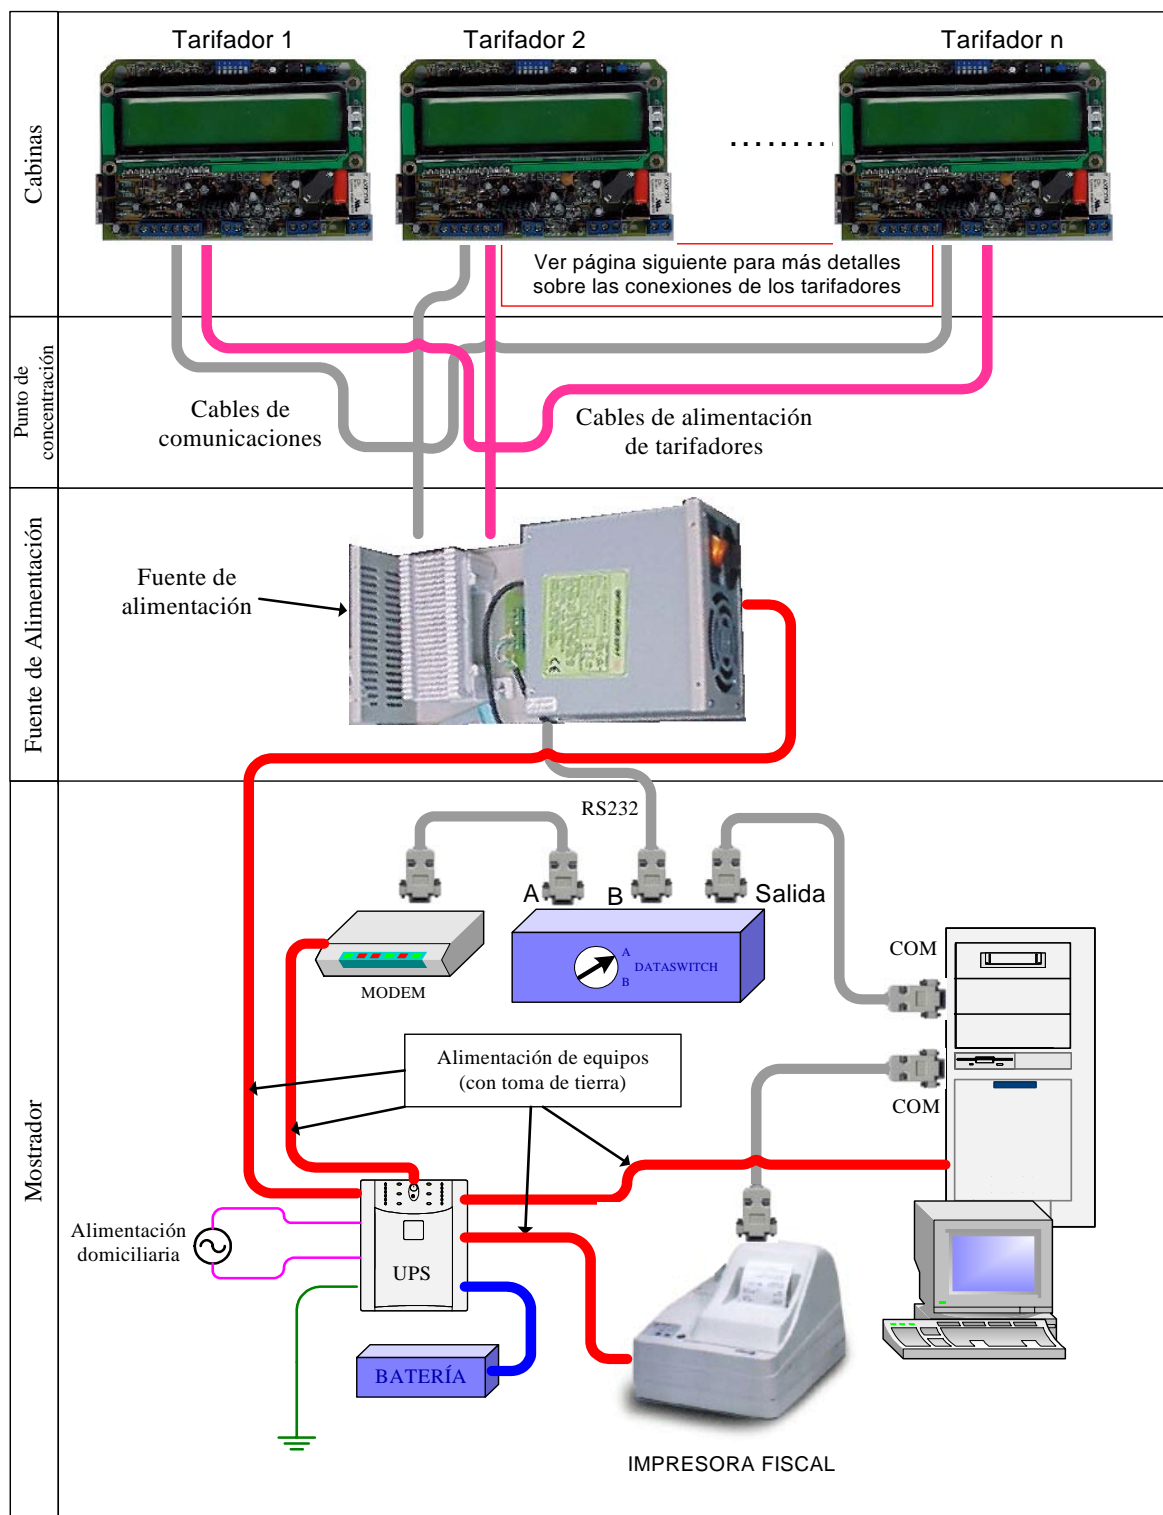 Tarifador 1
Tarifador 2
Tarifador n
Cabinas
.........
Ver página siguiente para más detalles
sobre las conexiones de los tarifadores
Punto de
concentración
Cables de
comunicaciones
Cables de alimentación
de tarifadores
Fuente de Alimentación
Fuente de
alimentación
Mostrador
RS232
A
B
Salida
A
DATASWITCH
B
MODEM
COM
COM
Alimentación de equipos
(con toma de tierra)
Alimentación
domiciliaria
UPS
BATERÍA
IMPRESORA FISCAL